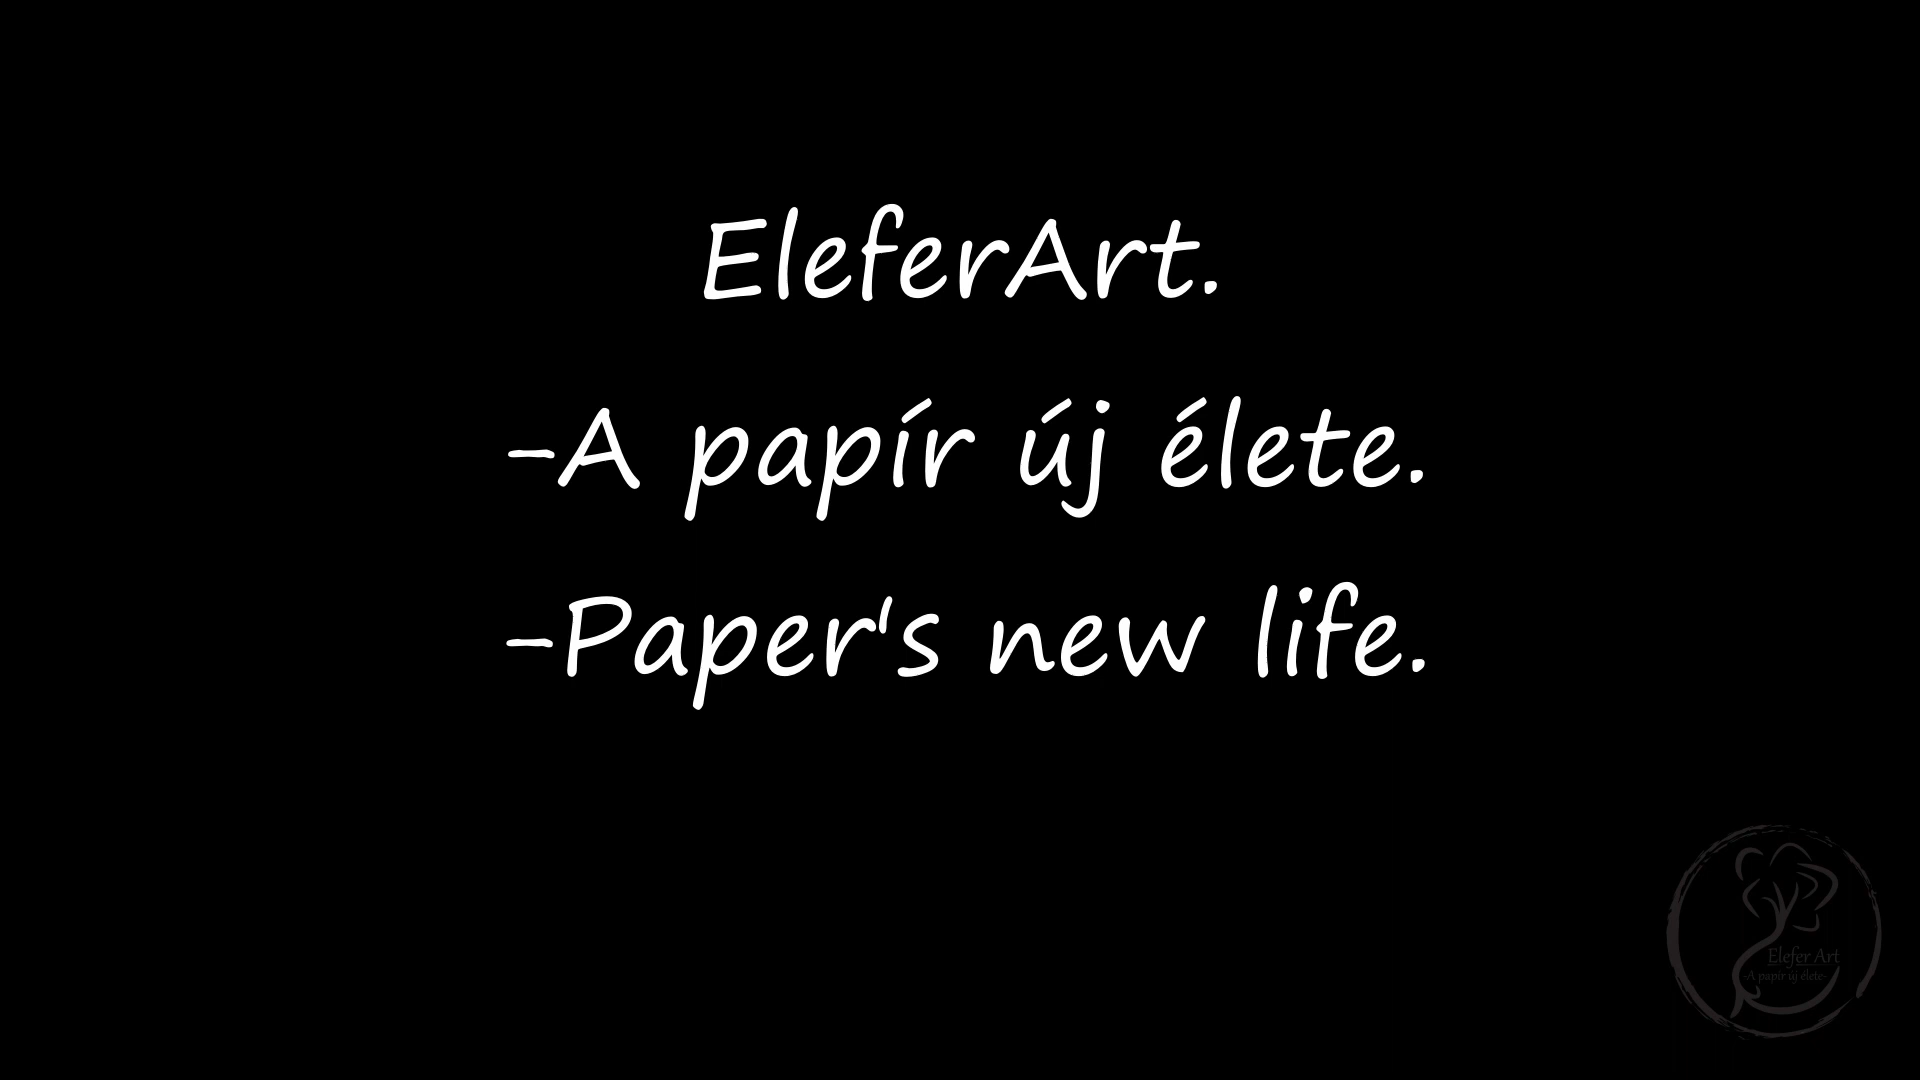 EleferArt.
-A papír új élete.
-Paper's new life.
Elefer Art
-A papír új élete-